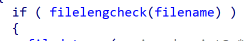 if ( filelengcheck(filename) )
{